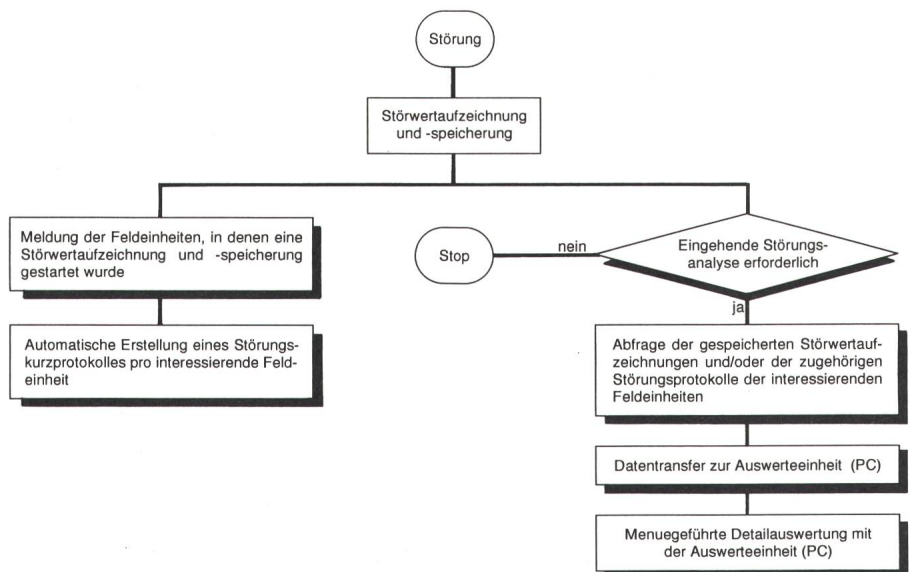 Störung
Störwertaufzeichnung
und -speicherung
Meldung der Feldeinheiten, in denen eine
Störwertaufzeichnung und -speicherung
gestartet wurde
Automatische Erstellung eines Störungs-
kurzprotokolles pro interessierende Feld-
einheit
Stop
nein
Eingehende Störungs-
analyse erforderlich
ja
Abfrage der gespeicherten Störwertauf-
zeichnungen und/oder der zugehörigen
Störungsprotokolle der interessierenden
Feldeinheiten
Datentransfer zur Auswerteeinheit (PC)
Menuegeführte Detailauswertung mit
der Auswerteeinheit (PC)